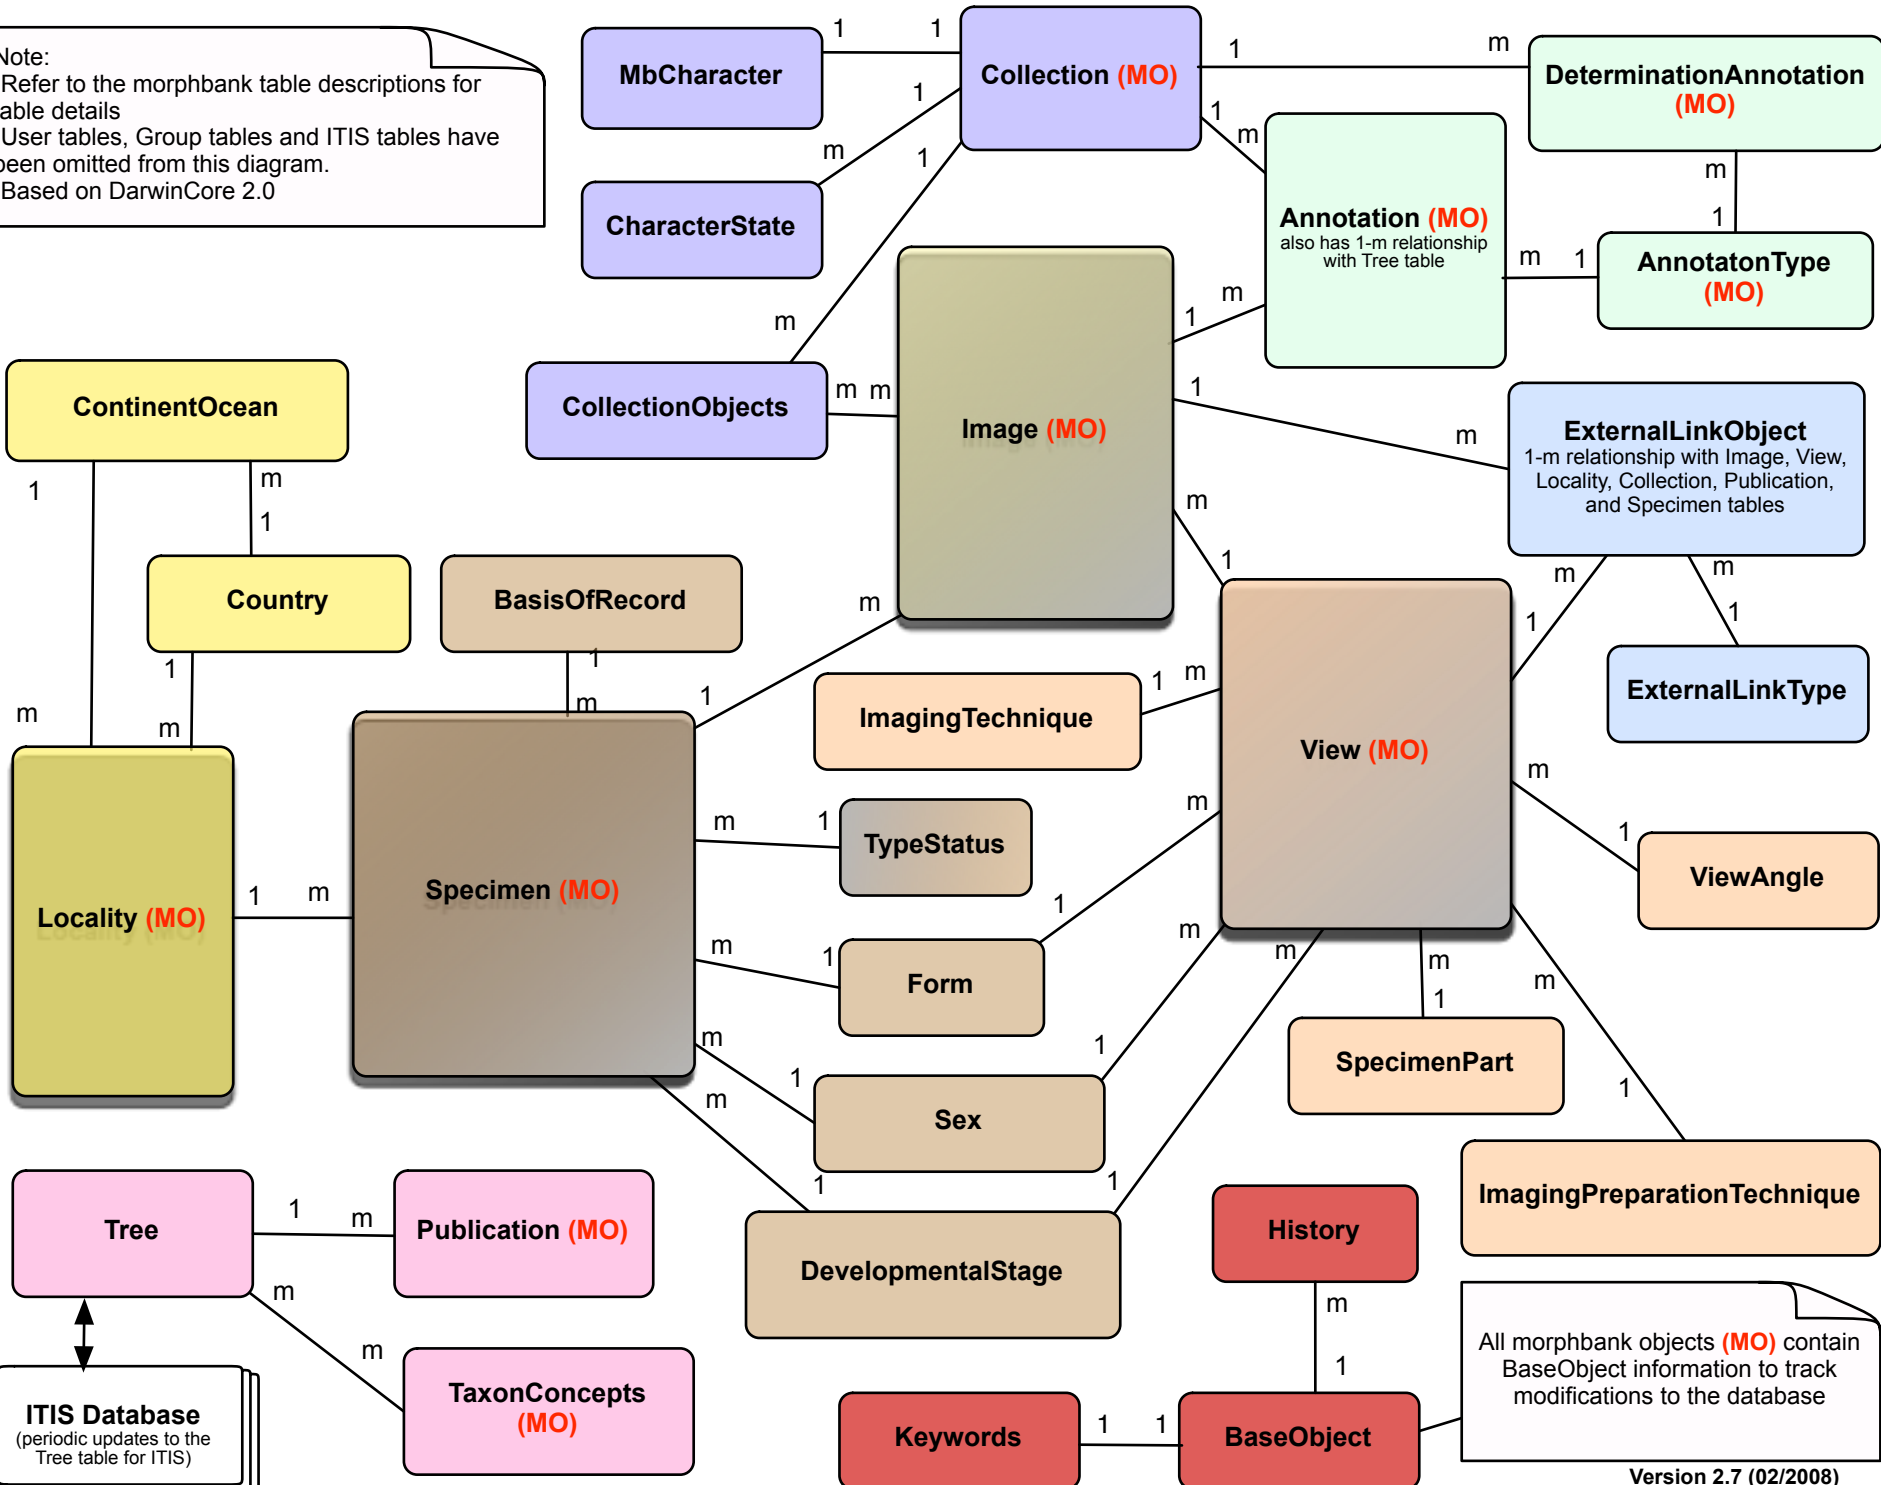 Note:
Refer to the morphbank table descriptions for
able details
User tables, Group tables and ITIS tables have
been omitted from this diagram.
Based on DarwinCore 2.0
MbCharacter
1
1
Collection (MO)
1
m
DeterminationAnnotation
(MO)
1
m
CharacterState
1
m
1
m
Annotation (MO)
also has 1-m relationship
with Tree table
m
1
m
1
AnnotatonType
(MO)
CollectionObjects
m
m
Image (MO)
1
m
1
m
ExternalLinkObject
1-m relationship with Image, View,
Locality, Collection, Publication,
and Specimen tables
ContinentOcean
1
m
m
1
Country
1
m
BasisOfRecord
1
m
m
1
m
1
m
1
m
1
ExternalLinkType
ImagingTechnique
1
m
View (MO)
m
1
ViewAngle
Locality (MO)
1
m
Specimen (MO)
m
1
TypeStatus
m
1
Form
1
m
m
1
Sex
1
m
m
1
DevelopmentalStage
1
m
m
1
SpecimenPart
m
1
ImagingPreparationTechnique
Tree
1
m
Publication (MO)
m
m
TaxonConcepts
(MO)
ITIS Database
(periodic updates to the
Tree table for ITIS)
History
m
1
Keywords
1
1
BaseObject
All morphbank objects (MO) contain
BaseObject information to track
modifications to the database
Version 2.7 (02/2008)